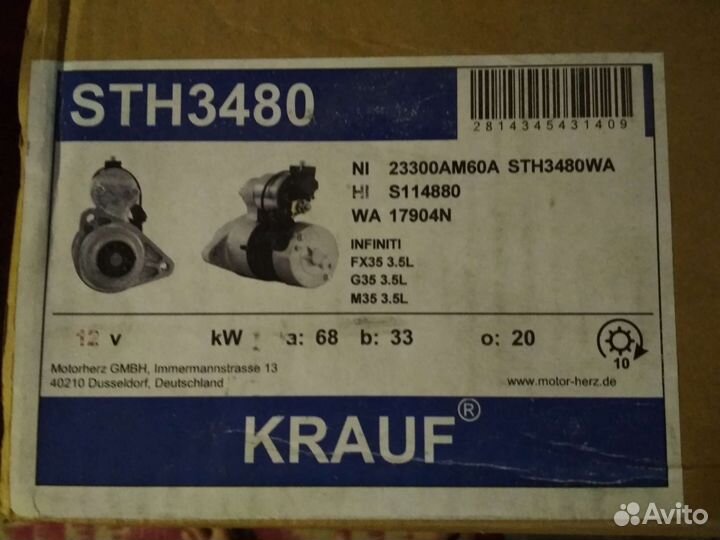 STH3480
2814345431409
NI 23300AM60A STH3480WA
HI S114880
WA 17904N
INFINITI
FX35 3.5L
G35 3.5L
M35 3.5L
12 v kW a: 68 b: 33 o: 20
10
Motorherz GMBH, Immermannstrasse 13
40210 Dusseldorf, Deutschland
www.motor-herz.de
KRAUF®
Avito